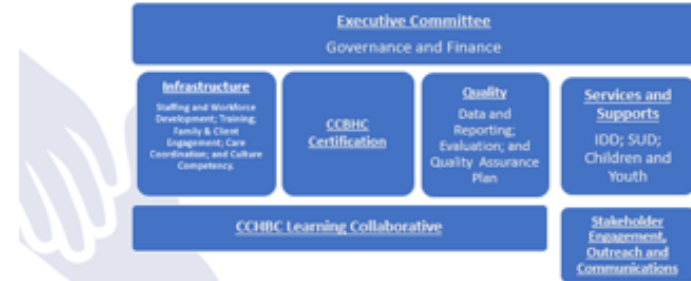 Executive Committee
Governance and Finance
Infrastructure
Staffing and Workforce
Development; Training;
Family & Client
Engagement; Care
Coordination; and Culture
Competency.
CCBHC
Certification
Quality
Data and
Reporting;
Evaluation; and
Quality Assurance
Plan
Services and
Supports
IDD; SUD;
Children and
Youth
CCHBC Learning Collaborative
Stakeholder
Engagement,
Outreach and
Communications